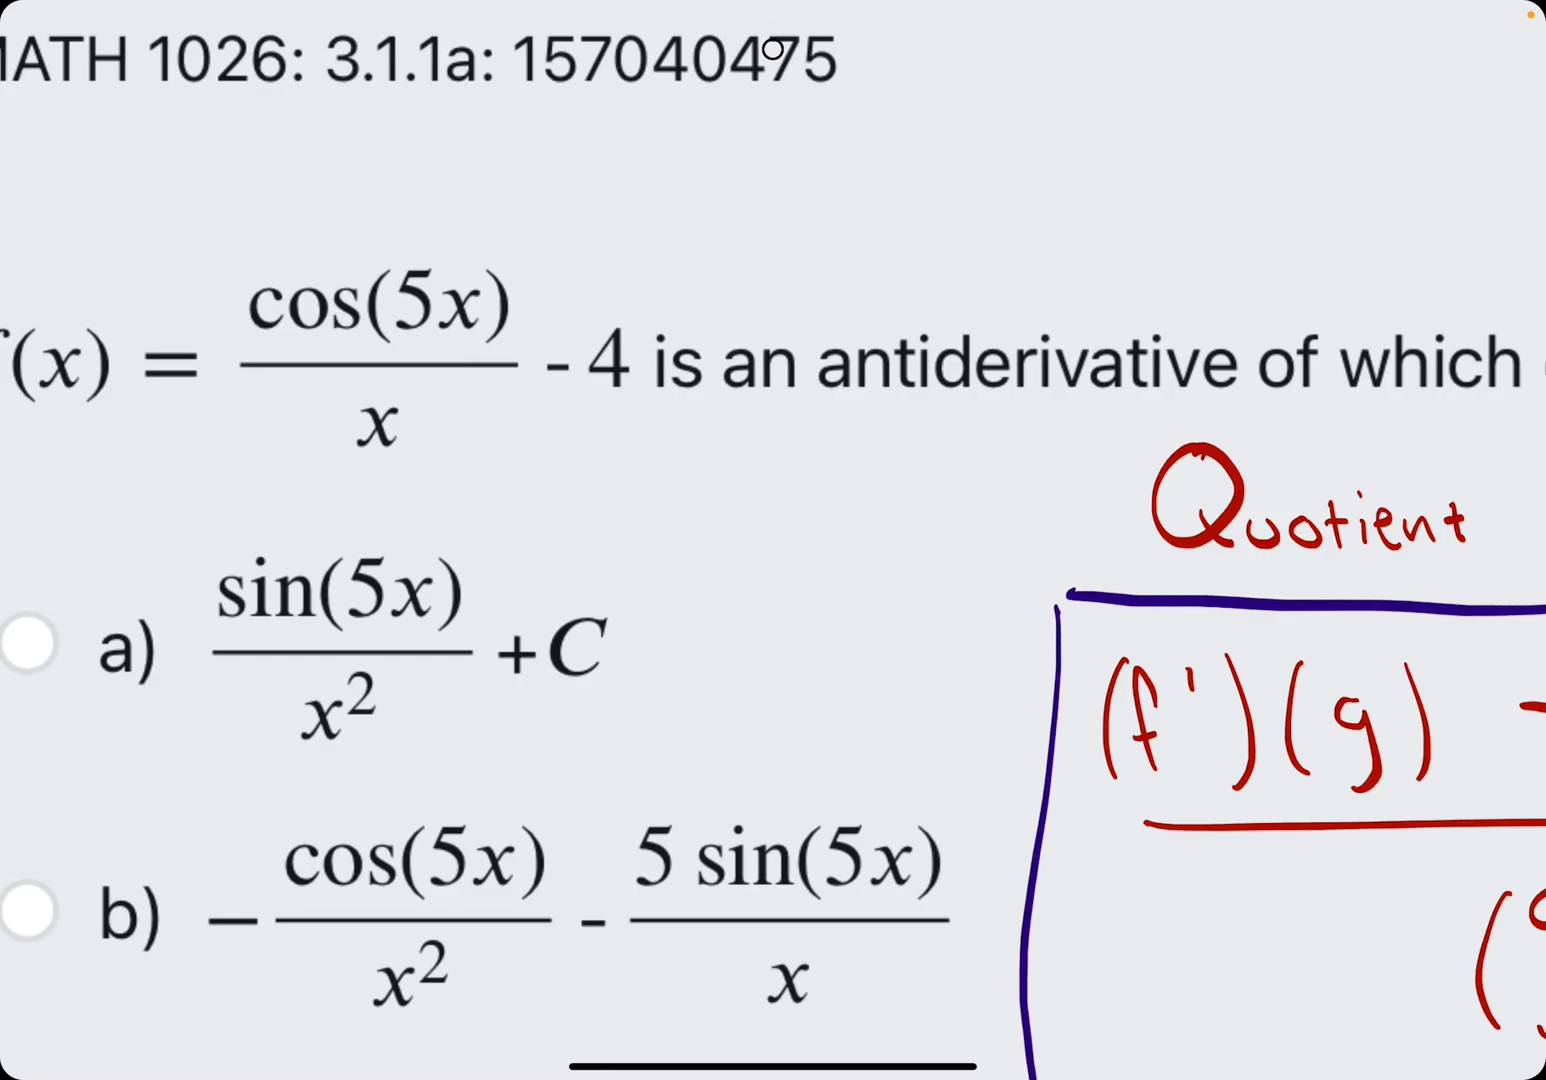 MATH 1026: 3.1.1a: 157040475
f(x) = cos(5x)/x - 4 is an antiderivative of which
Quotient
a) sin(5x)/x² + C
(f')(g) -
b) – cos(5x)/x² - 5 sin(5x)/x